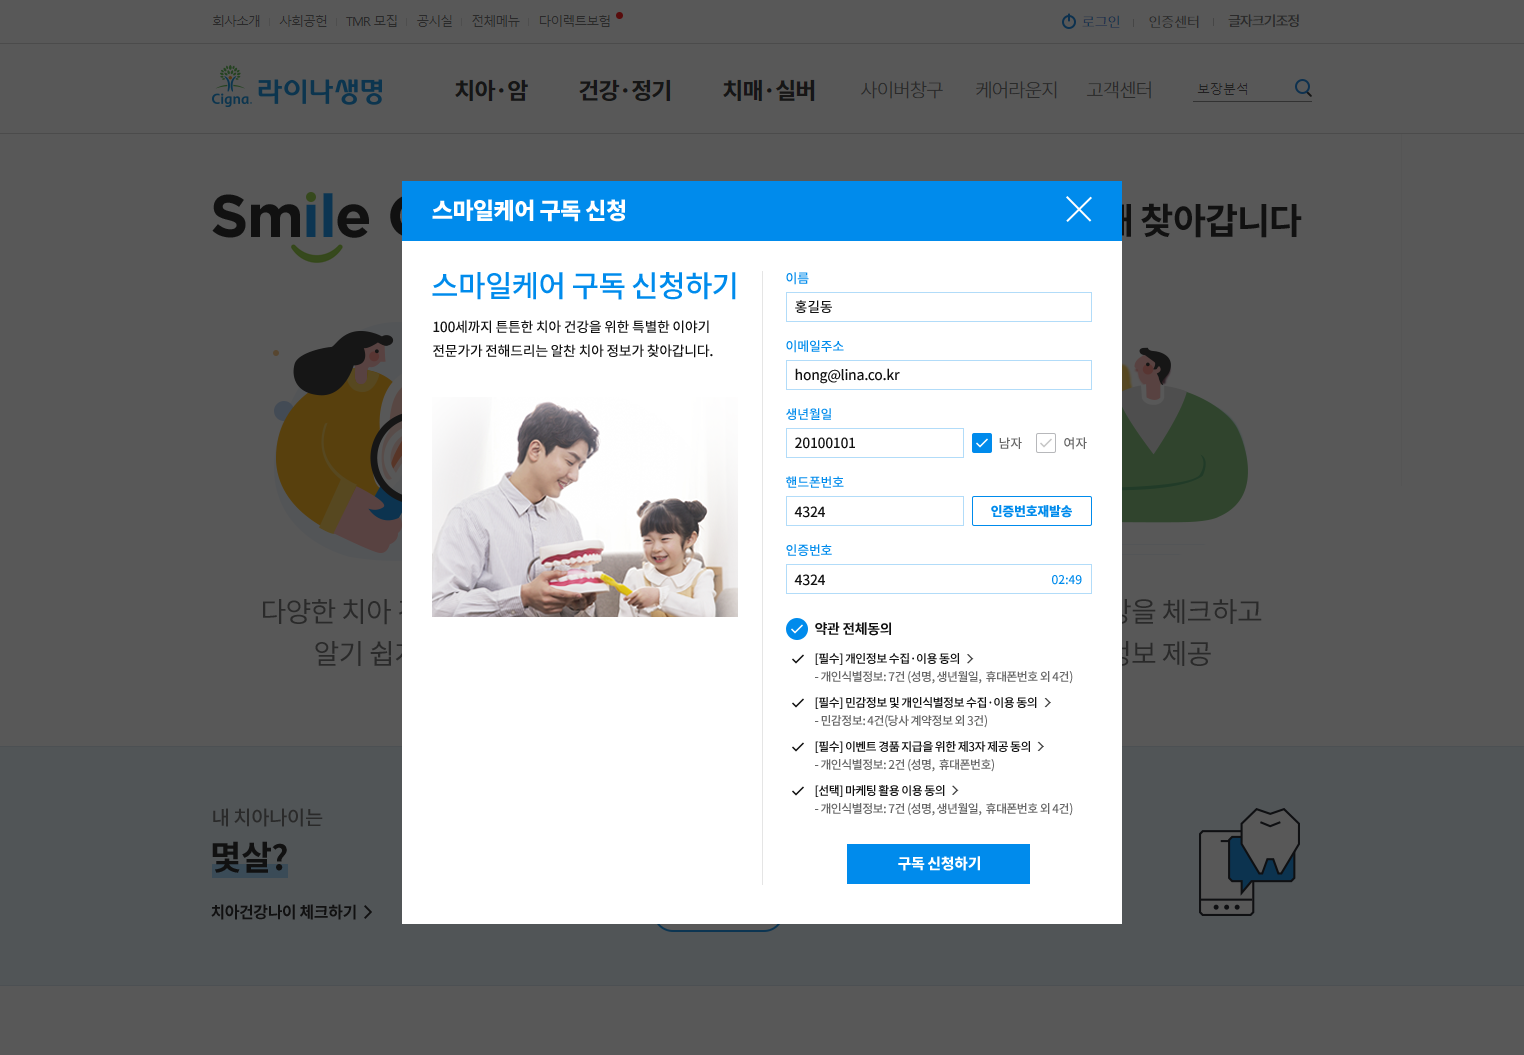 회사소개 사회공헌 TMR 모집 공시실 전체메뉴 다이렉트보험 로그인 인증센터 글자크기조정
Cigna. 라이나생명 치아·암 건강·정기 치매·실버 사이버창구 케어라운지 고객센터 보장분석
Smile 찾아갑니다
스마일케어 구독 신청
스마일케어 구독 신청하기
100세까지 튼튼한 치아 건강을 위한 특별한 이야기
전문가가 전해드리는 알찬 치아 정보가 찾아갑니다.
이름
홍길동
이메일주소
hong@lina.co.kr
생년월일
20100101 남자 여자
핸드폰번호
4324 인증번호재발송
인증번호
4324 02:49
약관 전체동의
[필수] 개인정보 수집·이용 동의
- 개인식별정보: 7건 (성명, 생년월일, 휴대폰번호 외 4건)
[필수] 민감정보 및 개인식별정보 수집·이용 동의
- 민감정보: 4건(당사 계약정보 외 3건)
[필수] 이벤트 경품 지급을 위한 제3자 제공 동의
- 개인식별정보: 2건 (성명, 휴대폰번호)
[선택] 마케팅 활용 이용 동의
- 개인식별정보: 7건 (성명, 생년월일, 휴대폰번호 외 4건)
구독 신청하기
다양한 치아
알기 쉽
을 체크하고
정보 제공
내 치아나이는
몇살?
치아건강나이 체크하기